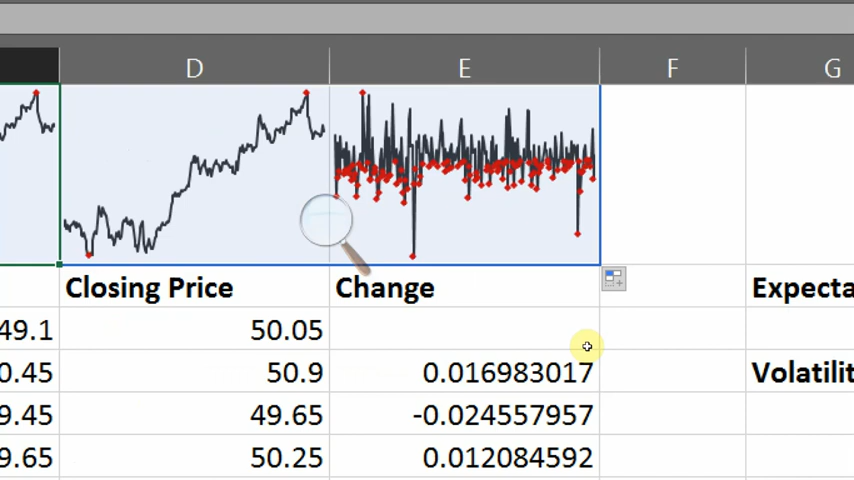 D E F G
Closing Price Change Expecta
49.1 50.05
0.45 50.9 0.016983017 Volatilit
9.45 49.65 -0.024557957
9.65 50.25 0.012084592